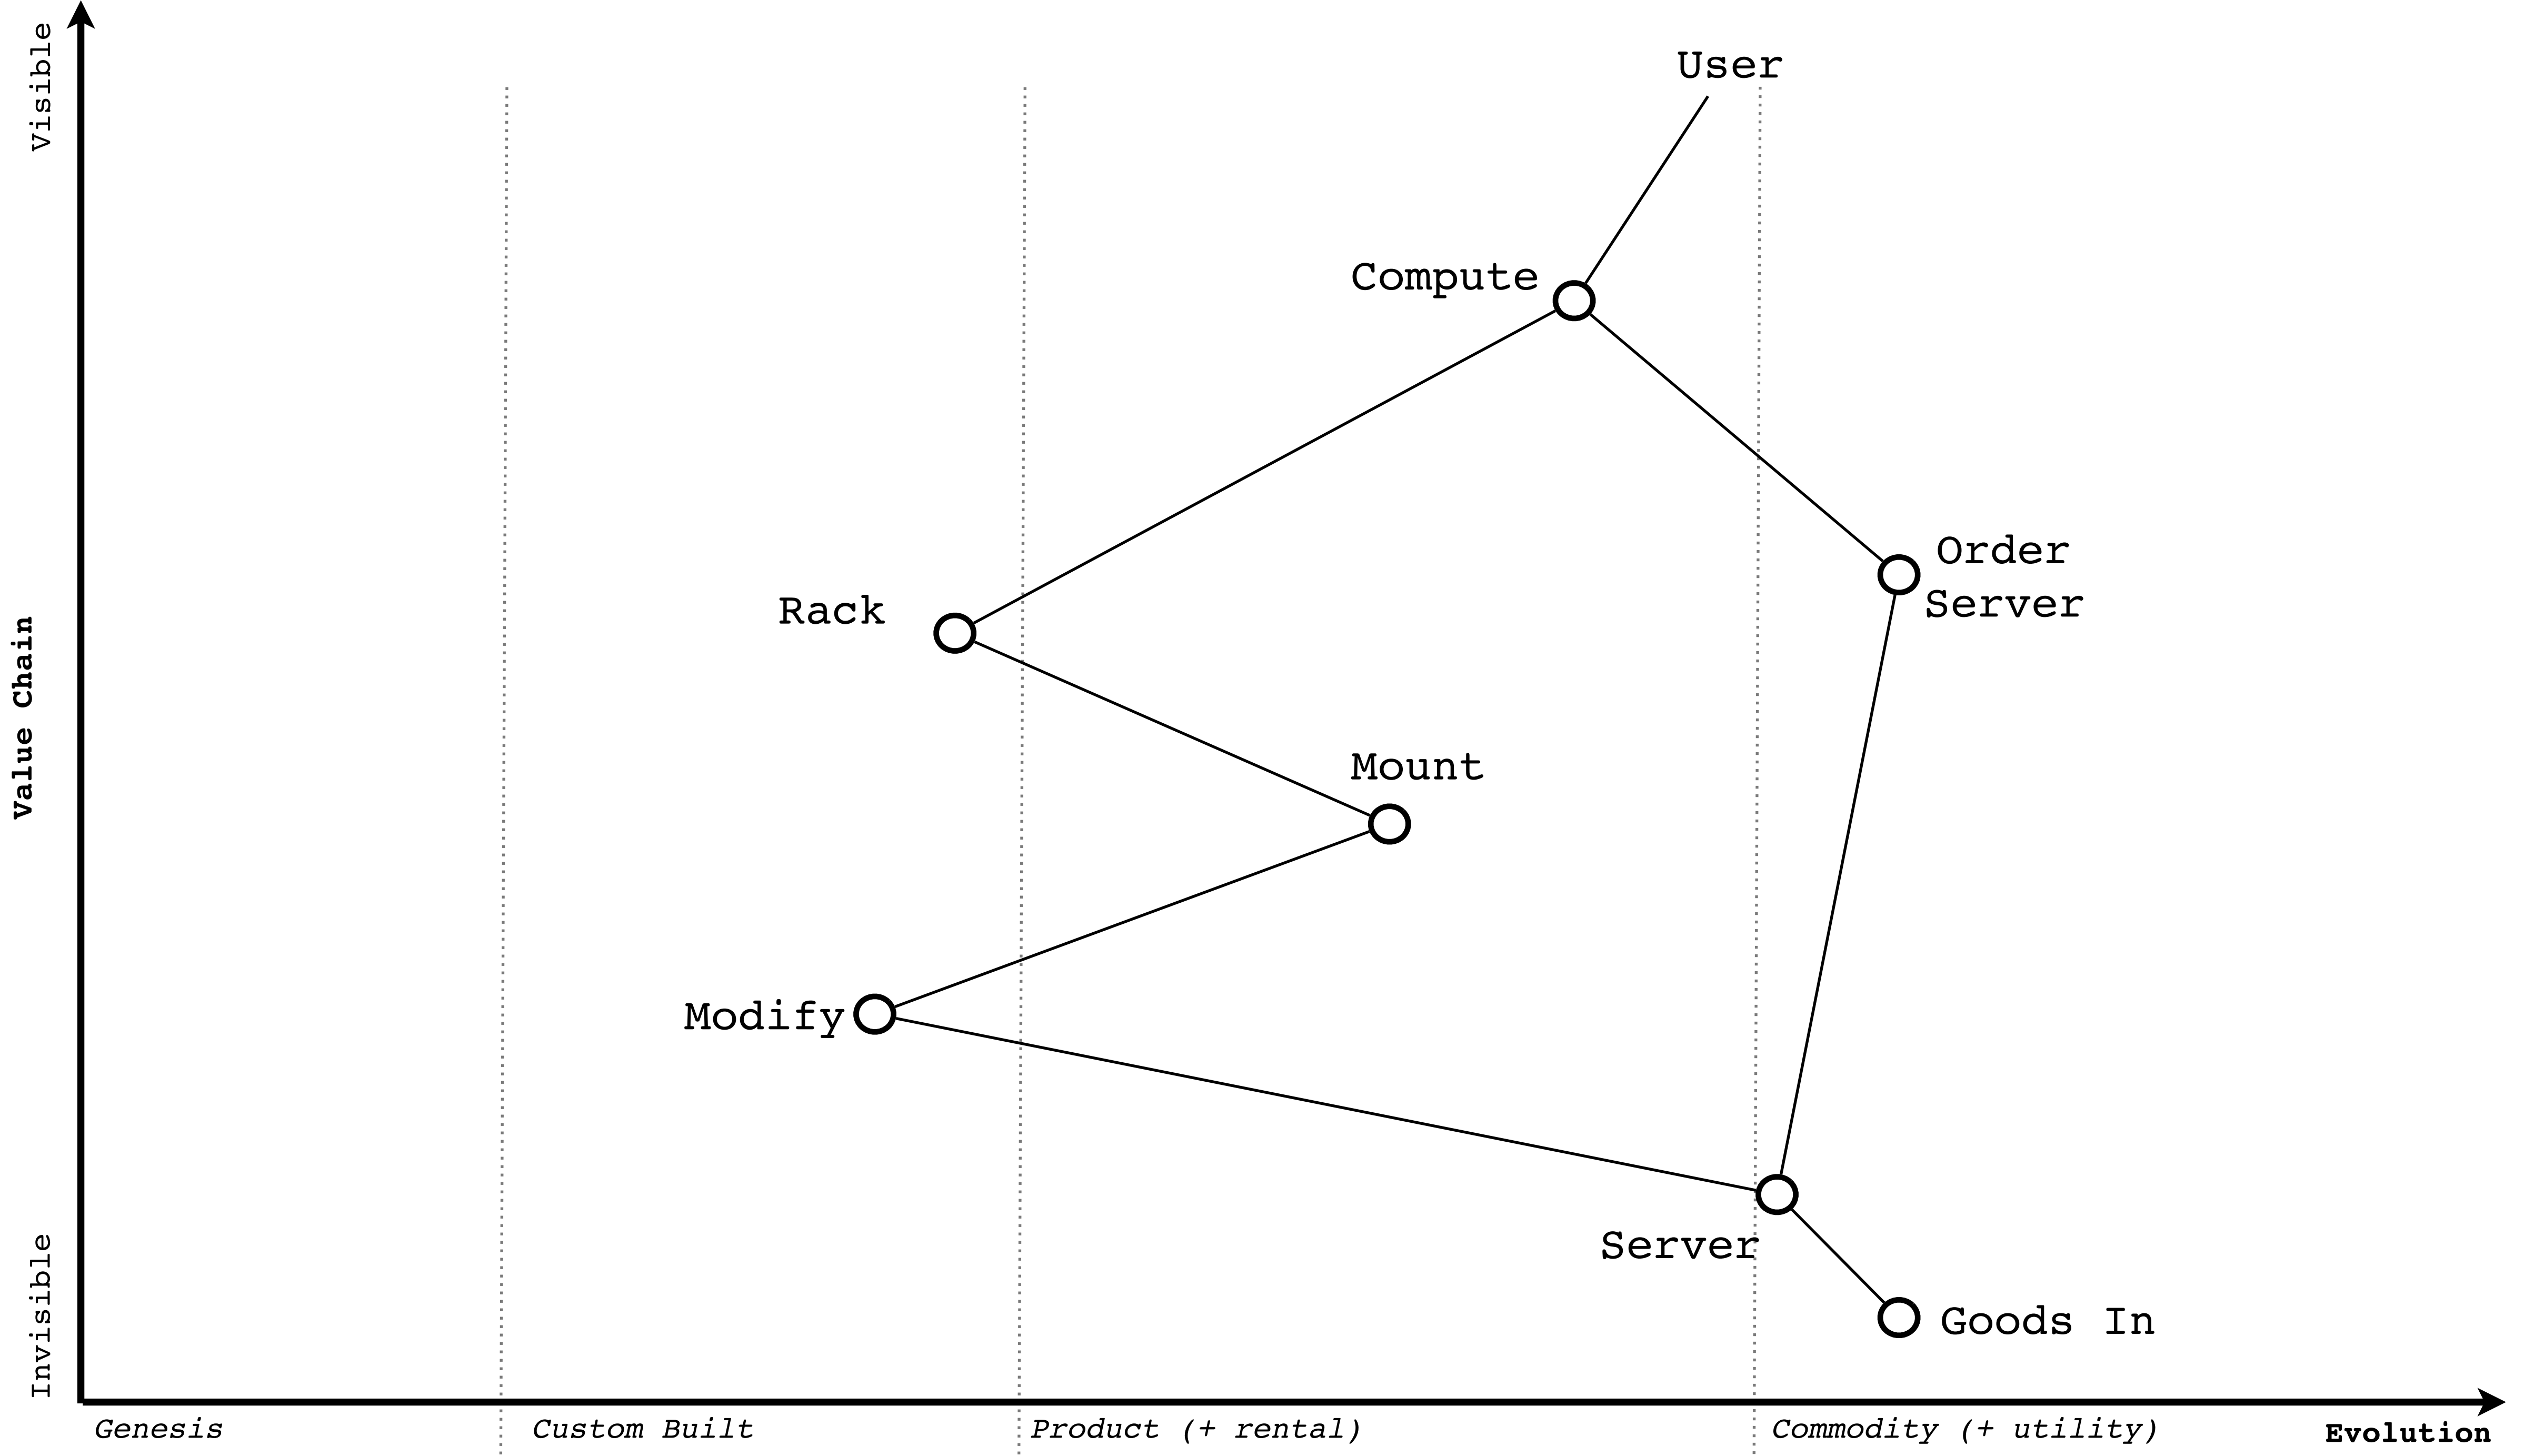 Visible
User
Compute
Order
Server
Rack
Value Chain
Mount
Modify
Server
Invisible
Goods In
Genesis
Custom Built
Product (+ rental)
Commodity (+ utility)
Evolution